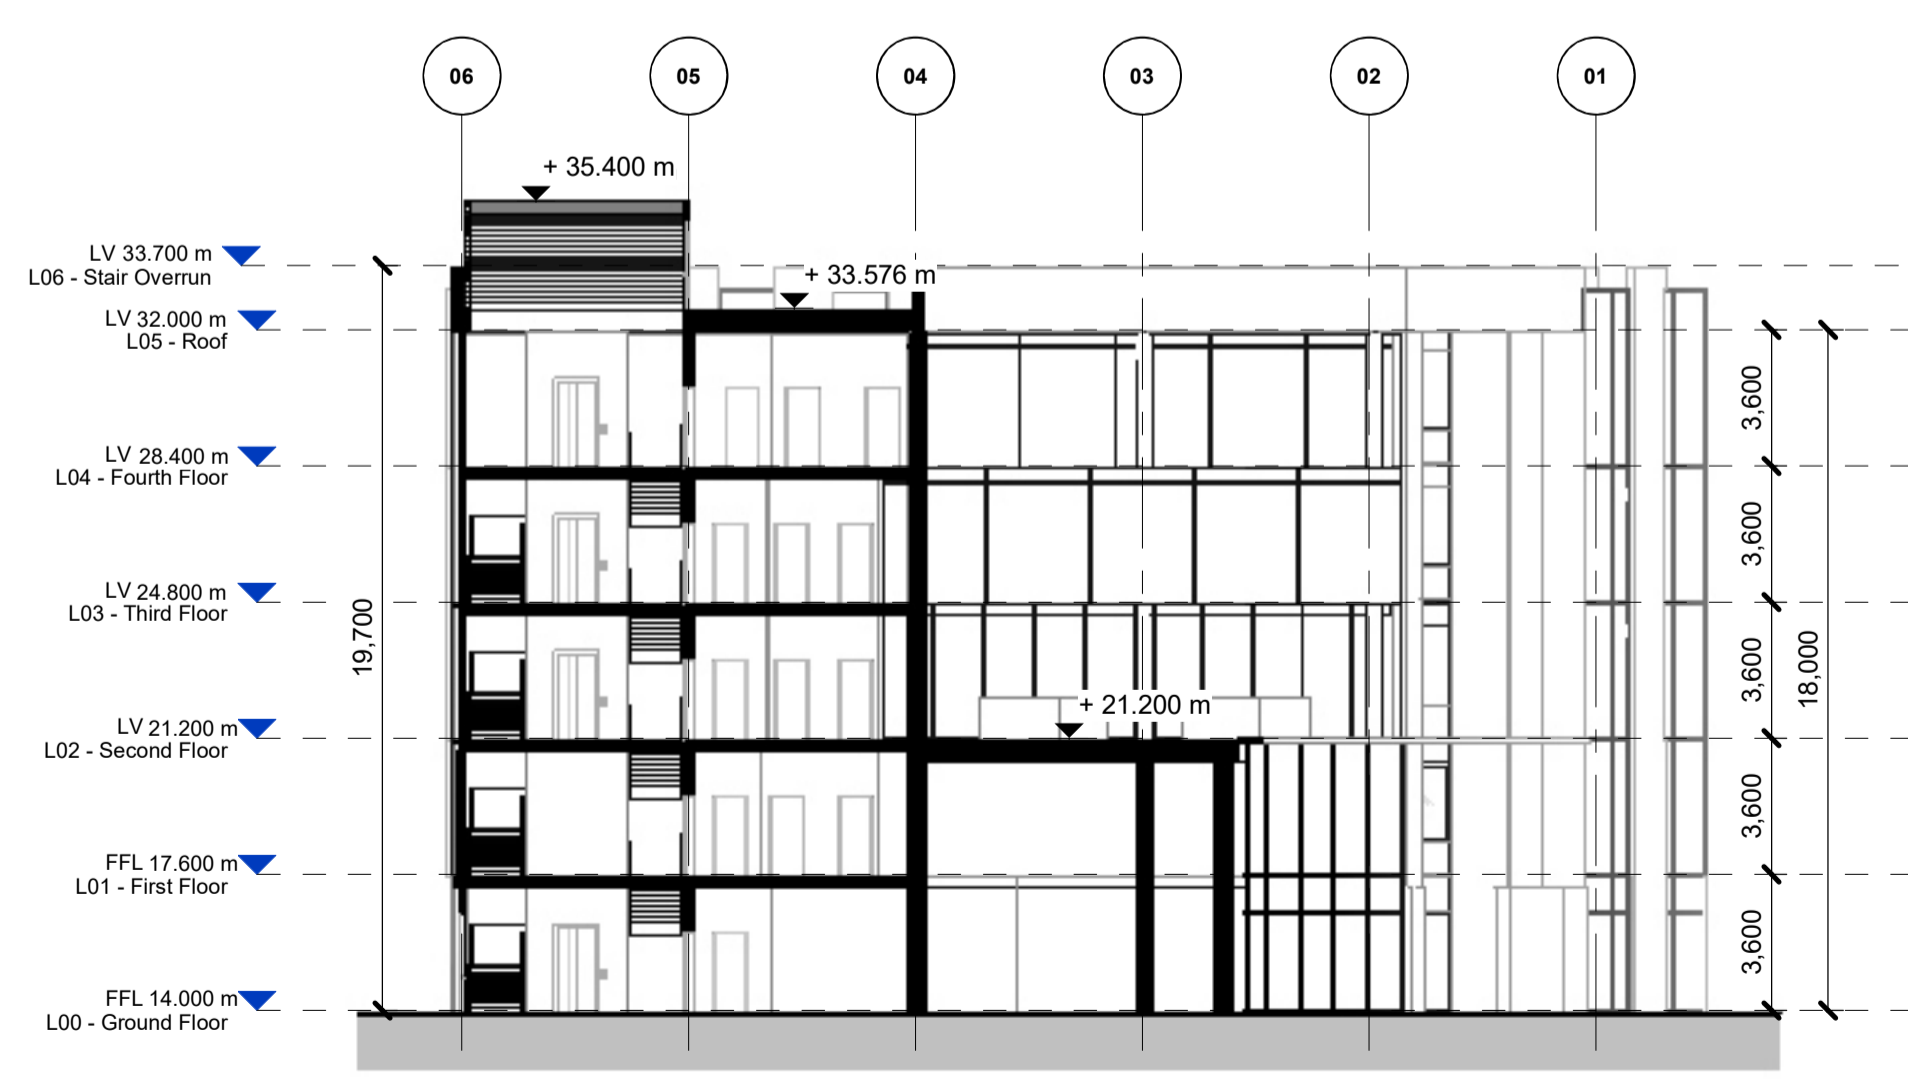 06
05
04
03
02
01
+ 35.400 m
LV 33.700 m
L06 - Stair Overrun
+ 33.576 m
LV 32.000 m
L05 - Roof
3,600
LV 28.400 m
L04 - Fourth Floor
3,600
LV 24.800 m
L03 - Third Floor
19,700
3,600
18,000
+ 21.200 m
LV 21.200 m
L02 - Second Floor
3,600
FFL 17.600 m
L01 - First Floor
3,600
FFL 14.000 m
L00 - Ground Floor